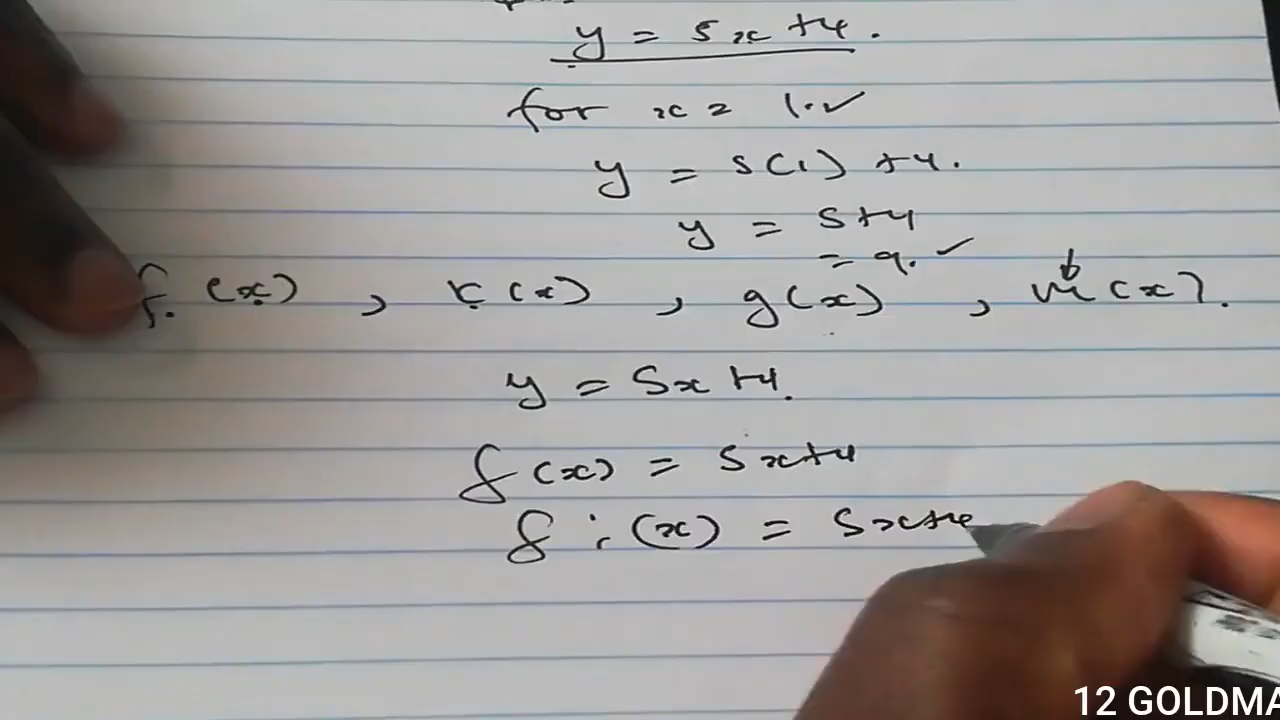 y = 5x + 4.
for x = 1.✓
y = 5(1) + 4.
y = 5+4
= 9. ✓
f(x) , k(x) , g(x) , m(x).
y = 5x + 4.
f(x) = 5x+4
f : (x) = 5x+4
12 GOLDMA